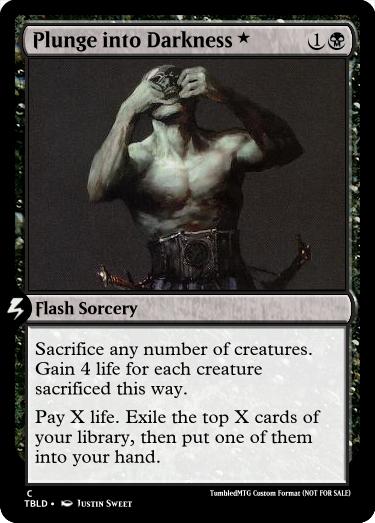 Plunge into Darkness ★ 1
Flash Sorcery
Sacrifice any number of creatures.
Gain 4 life for each creature
sacrificed this way.
Pay X life. Exile the top X cards of
your library, then put one of them
into your hand.
C
TBLD • Justin Sweet
TumbledMTG Custom Format (NOT FOR SALE)